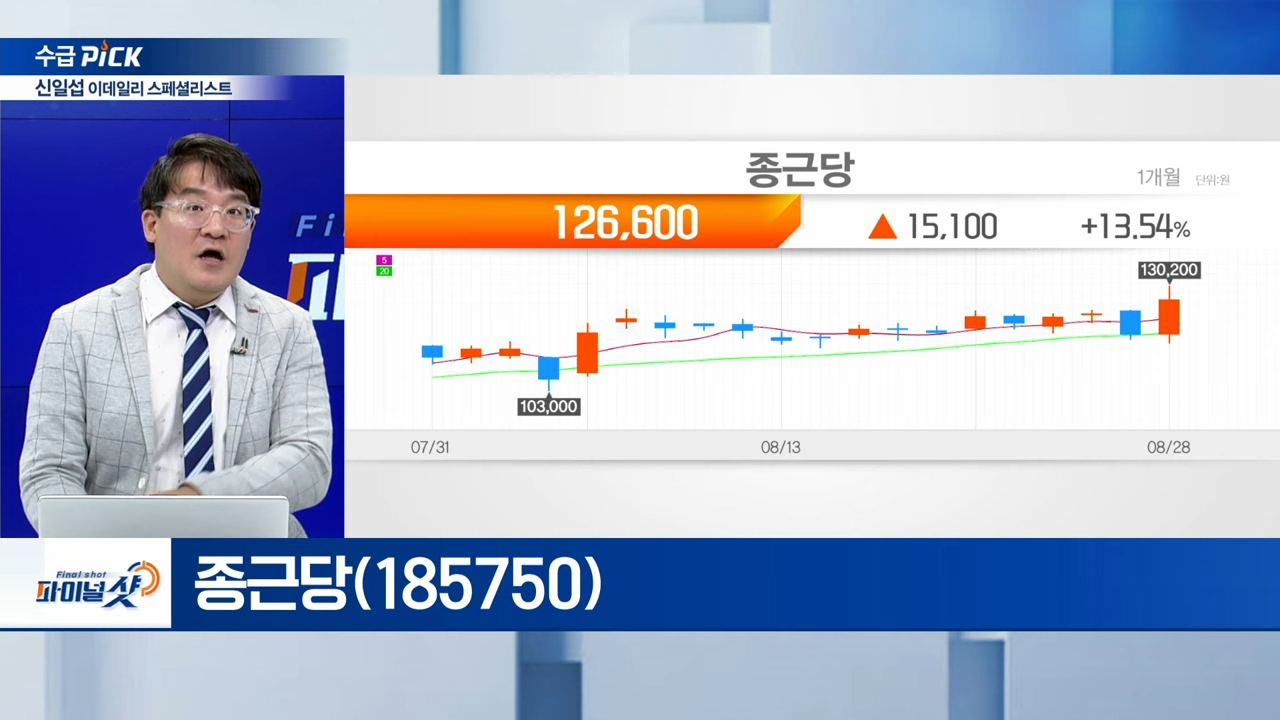 수급 PiCK
신일섭 이데일리 스페셜리스트
Fi
종근당
1개월 단위:원
126,600 ▲ 15,100 +13.54%
5
20
130,200
103,000
07/31 08/13 08/28
Final shot
파이널샷
종근당(185750)